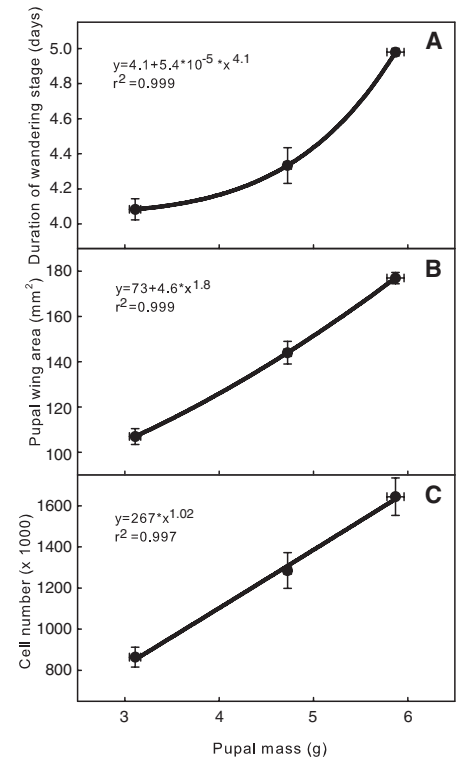 A
y=4.1+5.4*10^-5 *x^4.1
r^2=0.999
Duration of wandering stage (days)
5.0
4.8
4.6
4.4
4.2
4.0
B
y=73+4.6*x^1.8
r^2=0.999
Pupal wing area (mm^2)
180
160
140
120
100
C
y=267*x^1.02
r^2=0.997
Cell number (x 1000)
1600
1400
1200
1000
800
3 4 5 6
Pupal mass (g)